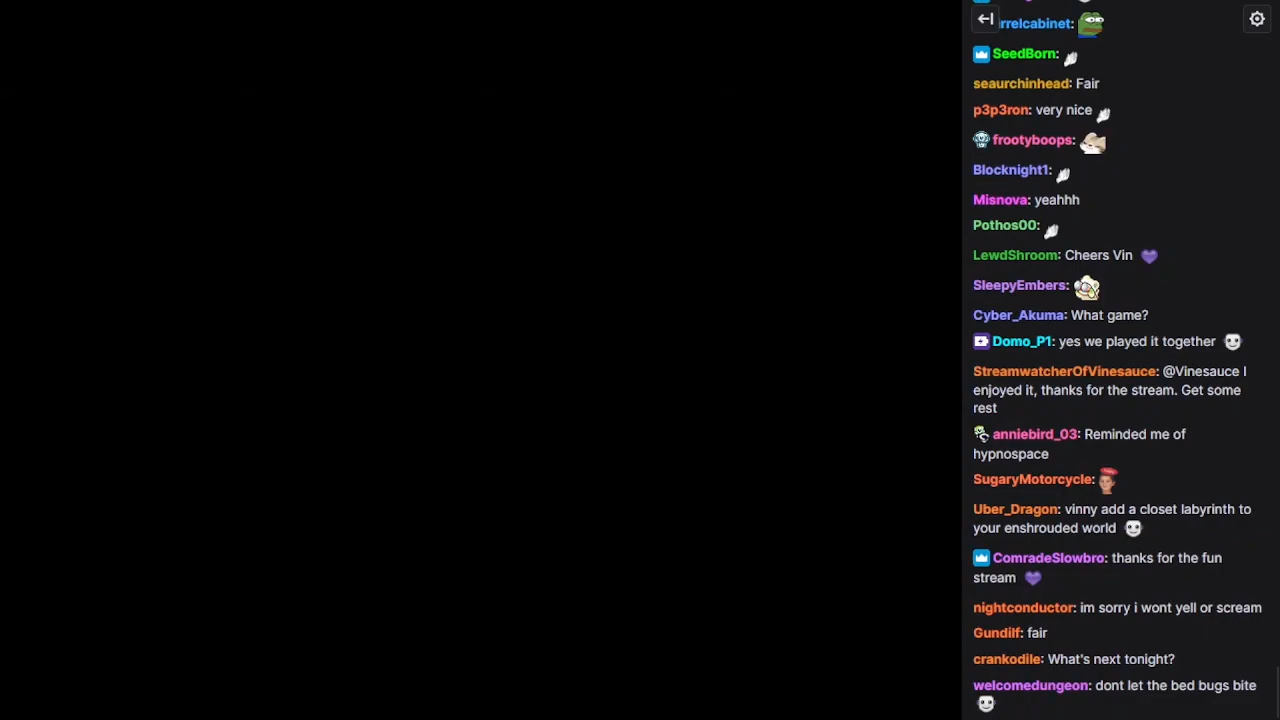 rrelcabinet:
SeedBorn:
seaurchinhead: Fair
p3p3ron: very nice
frootyboops:
Blocknight1:
Misnova: yeahhh
Pothos00:
LewdShroom: Cheers Vin
SleepyEmbers:
Cyber_Akuma: What game?
Domo_P1: yes we played it together
StreamwatcherOfVinesauce: @Vinesauce I
enjoyed it, thanks for the stream. Get some
rest
anniebird_03: Reminded me of
hypnospace
SugaryMotorcycle:
Uber_Dragon: vinny add a closet labyrinth to
your enshrouded world
ComradeSlowbro: thanks for the fun
stream
nightconductor: im sorry i wont yell or scream
Gundilf: fair
crankodile: What's next tonight?
welcomedungeon: dont let the bed bugs bite